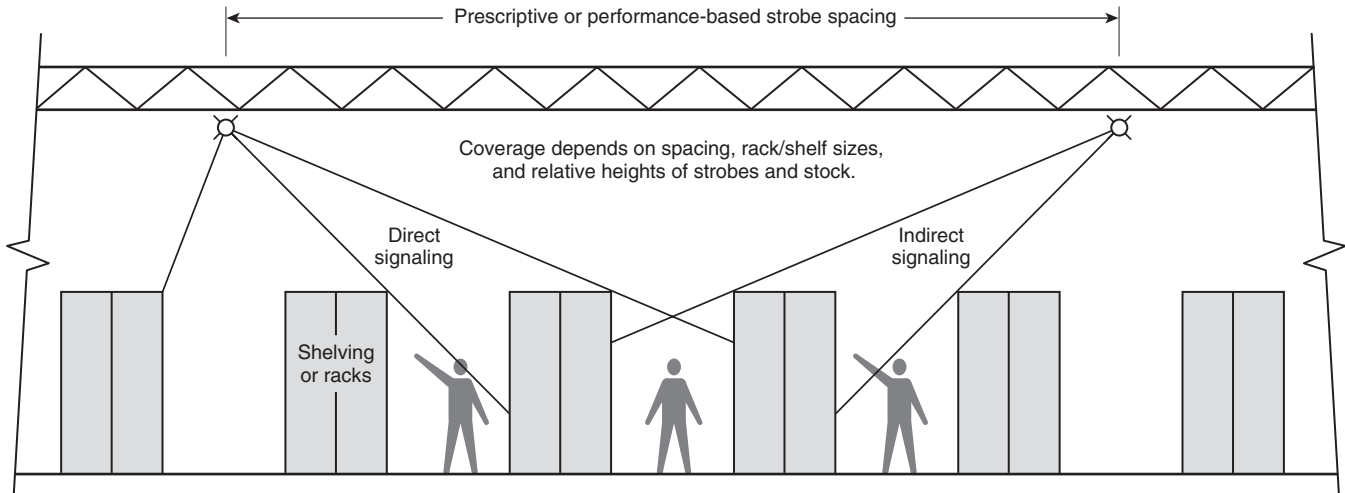 Prescriptive or performance-based strobe spacing
Coverage depends on spacing, rack/shelf sizes,
and relative heights of strobes and stock.
Direct
signaling
Indirect
signaling
Shelving
or racks